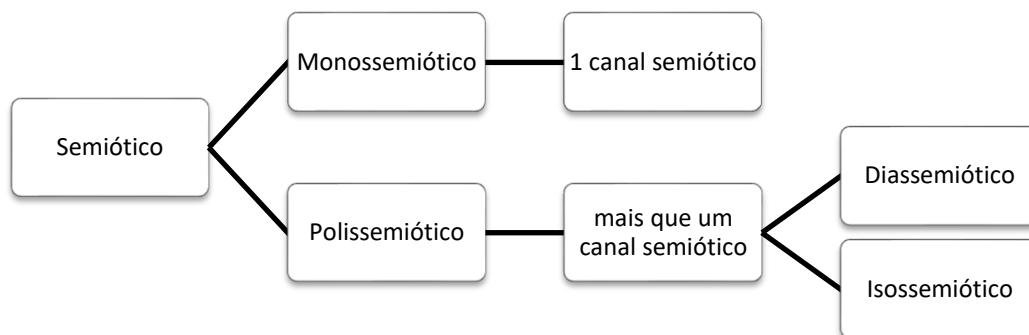 Semiótico
Monossemiótico
1 canal semiótico
Polissemiótico
mais que um
canal semiótico
Diassemiótico
Isossemiótico